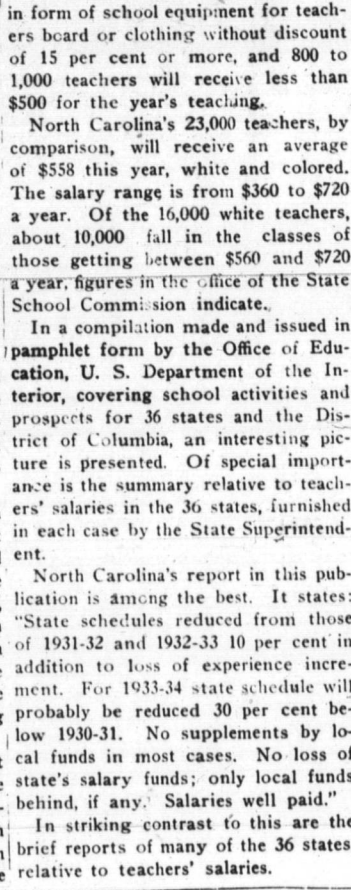 in form of school equipment for teach-
ers board or clothing without discount
of 15 per cent or more, and 800 to
1,000 teachers will receive less than
$500 for the year's teaching.
North Carolina's 23,000 teachers, by
comparison, will receive an average
of $558 this year, white and colored.
The salary range is from $360 to $720
a year. Of the 16,000 white teachers,
about 10,000 fall in the classes of
those getting between $560 and $720
a year, figures in the office of the State
School Commission indicate.
In a compilation made and issued in
pamphlet form by the Office of Edu-
cation, U. S. Department of the In-
terior, covering school activities and
prospects for 36 states and the Dis-
trict of Columbia, an interesting pic-
ture is presented. Of special import-
ance is the summary relative to teach-
ers' salaries in the 36 states, furnished
in each case by the State Superintend-
ent.
North Carolina's report in this pub-
lication is among the best. It states:
"State schedules reduced from those
of 1931-32 and 1932-33 10 per cent in
addition to loss of experience incre-
ment. For 1933-34 state schedule will
probably be reduced 30 per cent be-
low 1930-31. No supplements by lo-
cal funds in most cases. No loss of
state's salary funds; only local funds
behind, if any. Salaries well paid."
In striking contrast to this are the
brief reports of many of the 36 states
relative to teachers' salaries.